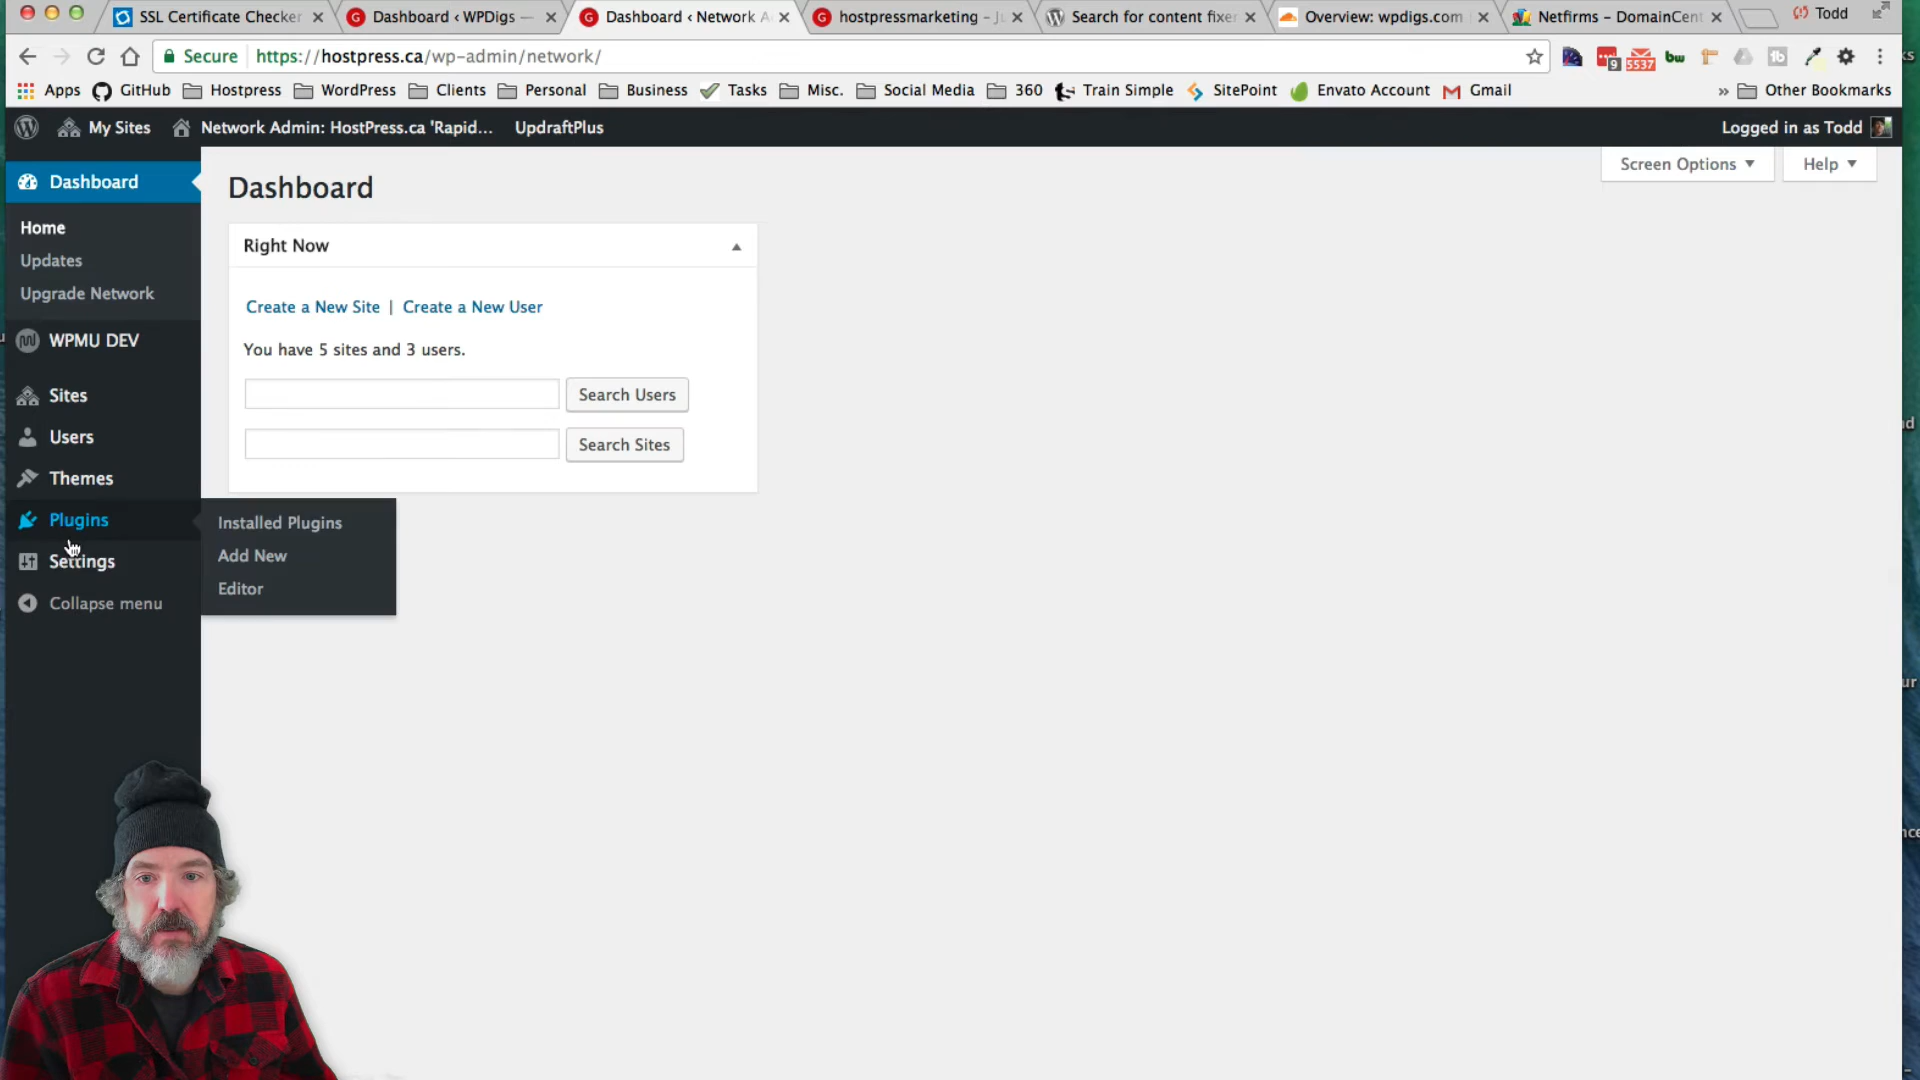 SSL Certificate Checker
Dashboard ‹ WPDigs —
Dashboard ‹ Network A
hostpressmarketing – Ju
Search for content fixer
Overview: wpdigs.com
Netfirms – DomainCent
Todd
Secure
https://hostpress.ca/wp-admin/network/
9
5537
bw
Apps
GitHub
Hostpress
WordPress
Clients
Personal
Business
Tasks
Misc.
Social Media
360
Train Simple
SitePoint
Envato Account
Gmail
» Other Bookmarks
My Sites
Network Admin: HostPress.ca 'Rapid...
UpdraftPlus
Logged in as Todd
Dashboard
Home
Updates
Upgrade Network
WPMU DEV
Sites
Users
Themes
Plugins
Settings
Collapse menu
Installed Plugins
Add New
Editor
Screen Options
Help
Dashboard
Right Now
Create a New Site | Create a New User
You have 5 sites and 3 users.
Search Users
Search Sites